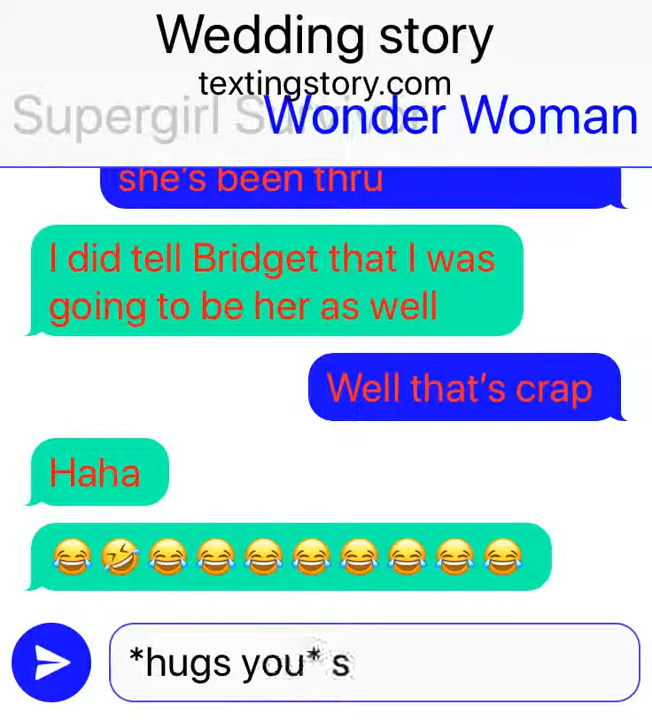 Wedding story
textingstory.com
Supergirl S
Wonder Woman
she's been thru
I did tell Bridget that I was
going to be her as well
Well that's crap
Haha
😂🤣😂😂😂😂😂😂😂😂
*hugs you* s